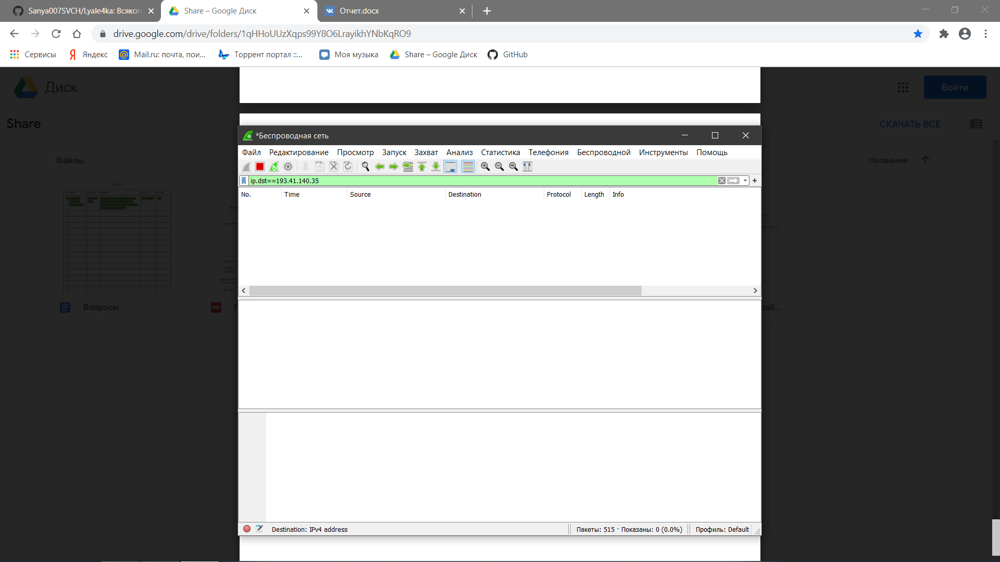 Sanya007SVCH/Lyale4ka: Всяког
Share – Google Диск
Отчет.docx
drive.google.com/drive/folders/1qHHoUUzXqps99Y8O6LrayikhYNbKqRO9
Сервисы
Яндекс
Mail.ru: почта, пои...
Торрент портал ::...
Моя музыка
Share – Google Диск
GitHub
Диск
Войти
Share
СКАЧАТЬ ВСЕ
Файлы
Название
*Беспроводная сеть
Файл Редактирование Просмотр Запуск Захват Анализ Статистика Телефония Беспроводной Инструменты Помощь
ip.dst==193.41.140.35
No. Time Source Destination Protocol Length Info
Вопросы
PDF
Destination: IPv4 address
Пакеты: 515 · Показаны: 0 (0.0%)
Профиль: Default